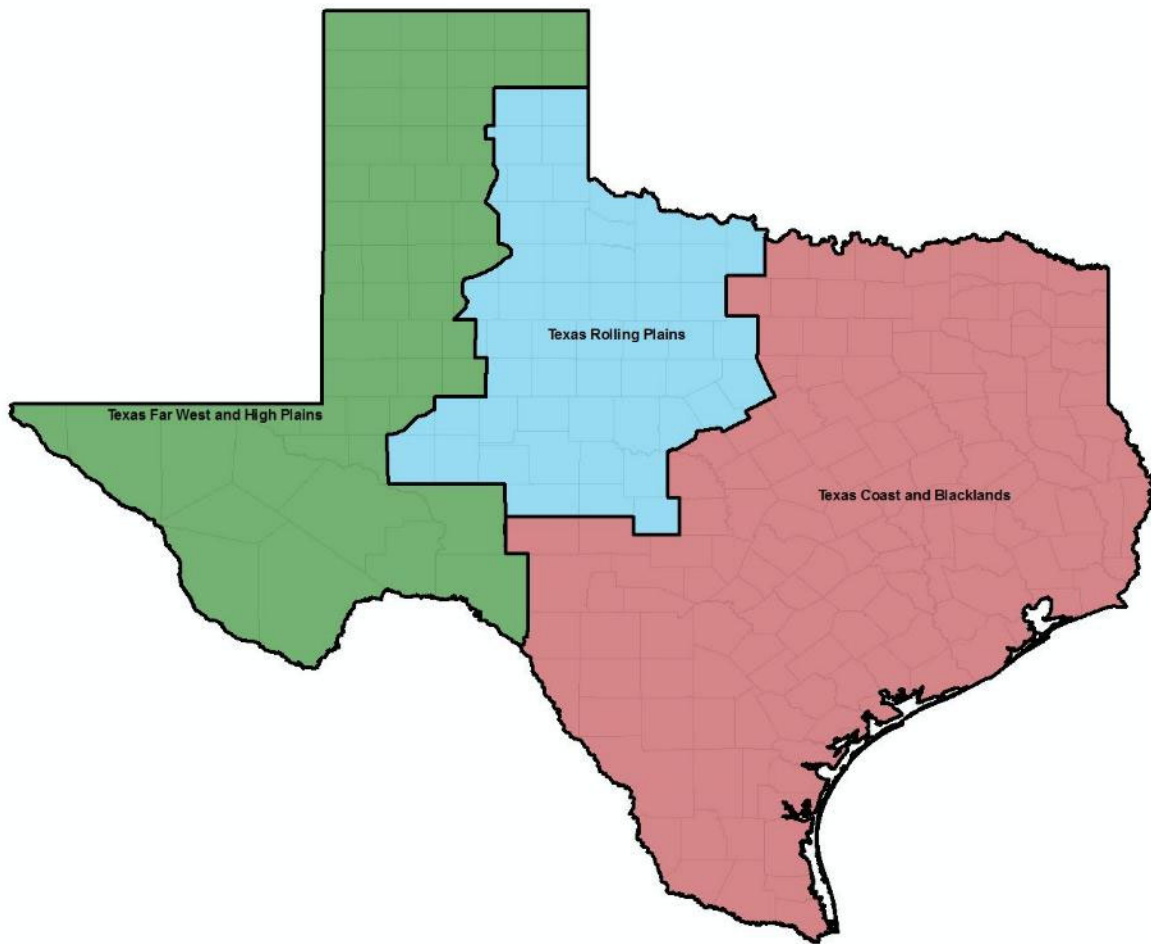 Texas Rolling Plains
Texas Far West and High Plains
Texas Coast and Blacklands